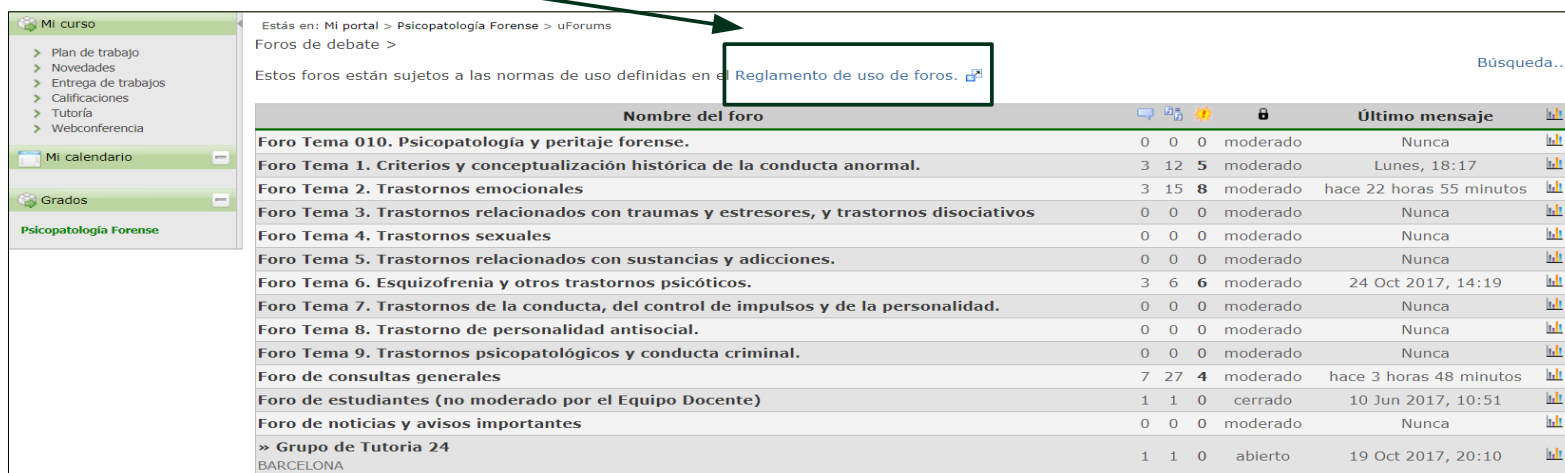 Mi curso
Plan de trabajo
Novedades
Entrega de trabajos
Calificaciones
Tutoría
Webconferencia
Mi calendario
Grados
Psicopatología Forense
Estás en: Mi portal > Psicopatología Forense > uForums
Foros de debate >
Estos foros están sujetos a las normas de uso definidas en el Reglamento de uso de foros.
Búsqueda..
Nombre del foro Último mensaje
Foro Tema 010. Psicopatología y peritaje forense. 0 0 0 moderado Nunca
Foro Tema 1. Criterios y conceptualización histórica de la conducta anormal. 3 12 5 moderado Lunes, 18:17
Foro Tema 2. Trastornos emocionales 3 15 8 moderado hace 22 horas 55 minutos
Foro Tema 3. Trastornos relacionados con traumas y estresores, y trastornos disociativos 0 0 0 moderado Nunca
Foro Tema 4. Trastornos sexuales 0 0 0 moderado Nunca
Foro Tema 5. Trastornos relacionados con sustancias y adicciones. 0 0 0 moderado Nunca
Foro Tema 6. Esquizofrenia y otros trastornos psicóticos. 3 6 6 moderado 24 Oct 2017, 14:19
Foro Tema 7. Trastornos de la conducta, del control de impulsos y de la personalidad. 0 0 0 moderado Nunca
Foro Tema 8. Trastorno de personalidad antisocial. 0 0 0 moderado Nunca
Foro Tema 9. Trastornos psicopatológicos y conducta criminal. 0 0 0 moderado Nunca
Foro de consultas generales 7 27 4 moderado hace 3 horas 48 minutos
Foro de estudiantes (no moderado por el Equipo Docente) 1 1 0 cerrado 10 Jun 2017, 10:51
Foro de noticias y avisos importantes 0 0 0 moderado Nunca
» Grupo de Tutoria 24 1 1 0 abierto 19 Oct 2017, 20:10
BARCELONA